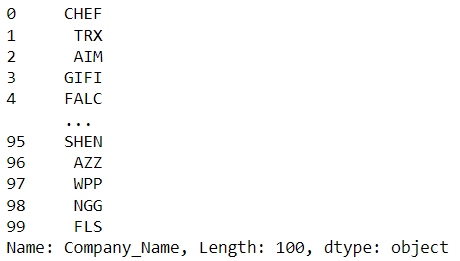 0     CHEF
1      TRX
2      AIM
3     GIFI
4     FALC
      ...
95    SHEN
96     AZZ
97     WPP
98     NGG
99     FLS
Name: Company_Name, Length: 100, dtype: object